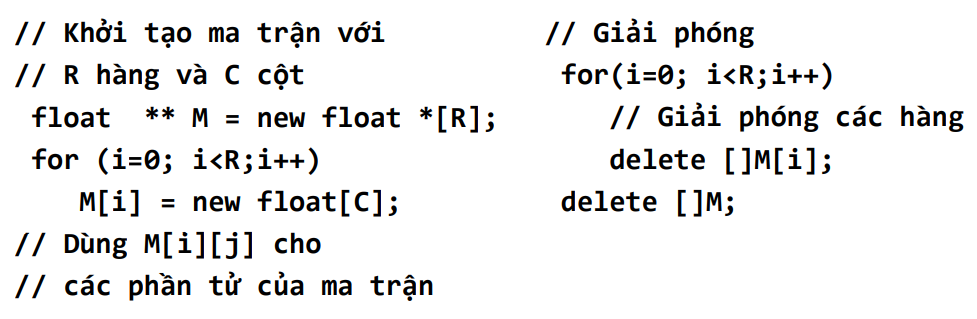 // Khởi tạo ma trận với
// R hàng và C cột
float  ** M = new float *[R];
for (i=0; i<R;i++)
M[i] = new float[C];
// Dùng M[i][j] cho
// các phần tử của ma trận
// Giải phóng
for(i=0; i<R;i++)
// Giải phóng các hàng
delete []M[i];
delete []M;